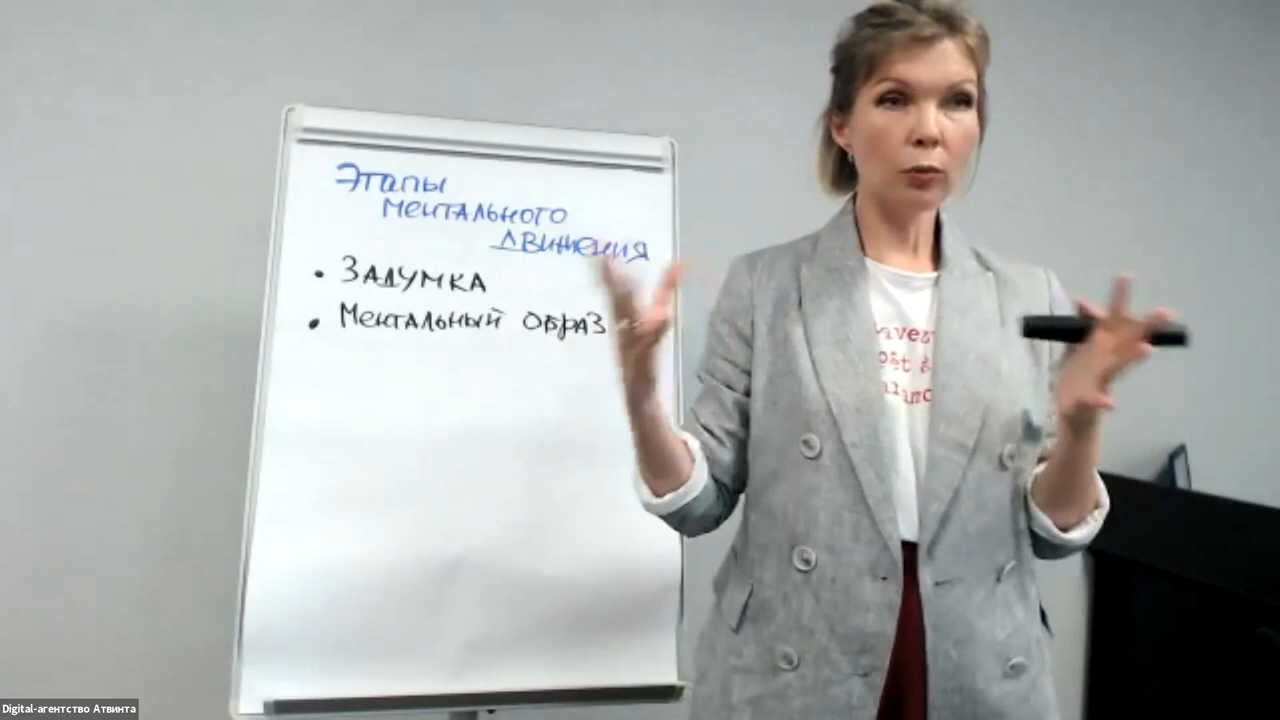 Этапы
ментального
движения
• Задумка
• Ментальный образ
Digital-агентство Атвинта